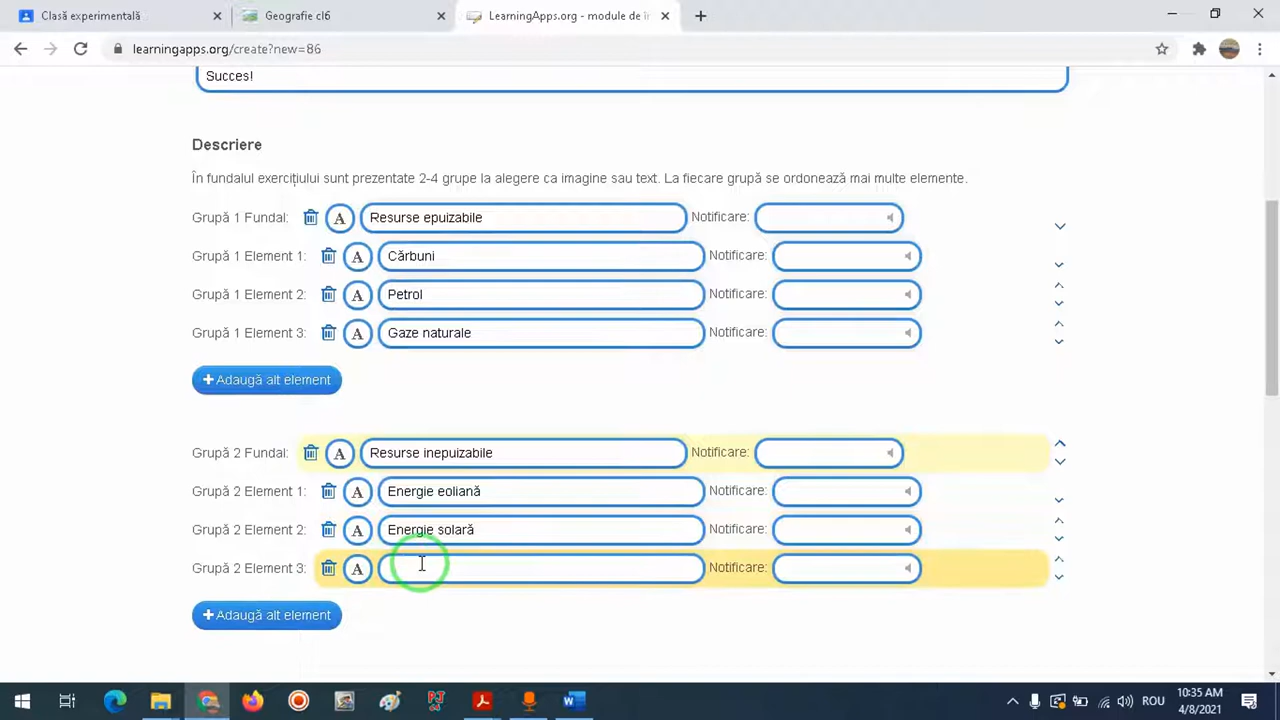 Clasă experimentală
Geografie cl6
LearningApps.org - module de în
learningapps.org/create?new=86
Succes!
Descriere
În fundalul exercițiului sunt prezentate 2-4 grupe la alegere ca imagine sau text. La fiecare grupă se ordonează mai multe elemente.
Grupă 1 Fundal: A Resurse epuizabile Notificare:
Grupă 1 Element 1: A Cărbuni Notificare:
Grupă 1 Element 2: A Petrol Notificare:
Grupă 1 Element 3: A Gaze naturale Notificare:
+ Adaugă alt element
Grupă 2 Fundal: A Resurse inepuizabile Notificare:
Grupă 2 Element 1: A Energie eoliană Notificare:
Grupă 2 Element 2: A Energie solară Notificare:
Grupă 2 Element 3: A Notificare:
+ Adaugă alt element
ROU
10:35 AM
4/8/2021